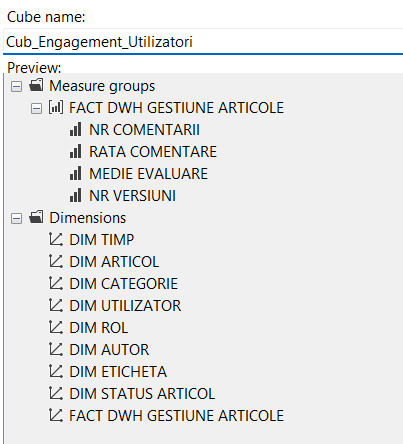 Cube name:
Cub_Engagement_Utilizatori
Preview:
Measure groups
FACT DWH GESTIUNE ARTICOLE
NR COMENTARII
RATA COMENTARE
MEDIE EVALUARE
NR VERSIUNI
Dimensions
DIM TIMP
DIM ARTICOL
DIM CATEGORIE
DIM UTILIZATOR
DIM ROL
DIM AUTOR
DIM ETICHETA
DIM STATUS ARTICOL
FACT DWH GESTIUNE ARTICOLE